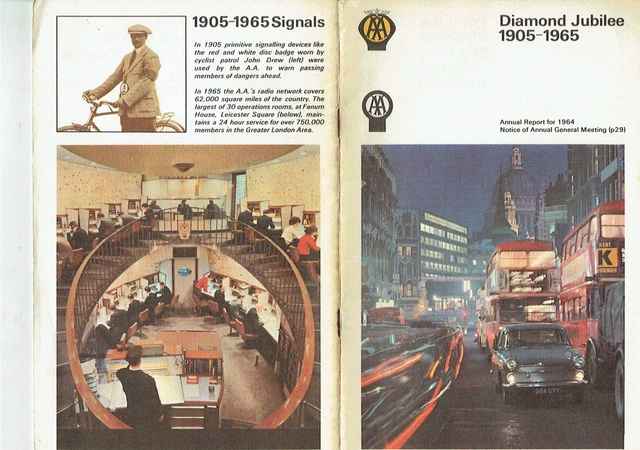 1905-1965 Signals
In 1905 primitive signalling devices like
the red and white disc badge worn by
cyclist patrol John Drew (left) were
used by the A.A. to warn passing
members of dangers ahead.
In 1965 the A.A.'s radio network covers
62,000 square miles of the country. The
largest of 30 operations rooms, at Fanum
House, Leicester Square (below), main-
tains a 24 hour service for over 750,000
members in the Greater London Area.
AA
AA
Diamond Jubilee
1905-1965
Annual Report for 1964
Notice of Annual General Meeting (p29)
K